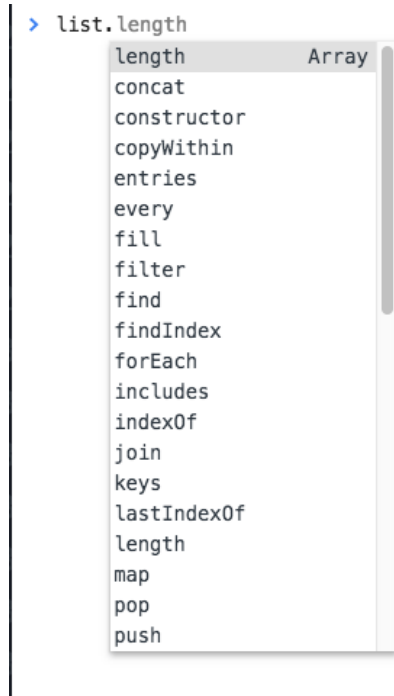 > list.length
length Array
concat
constructor
copyWithin
entries
every
fill
filter
find
findIndex
forEach
includes
indexOf
join
keys
lastIndexOf
length
map
pop
push